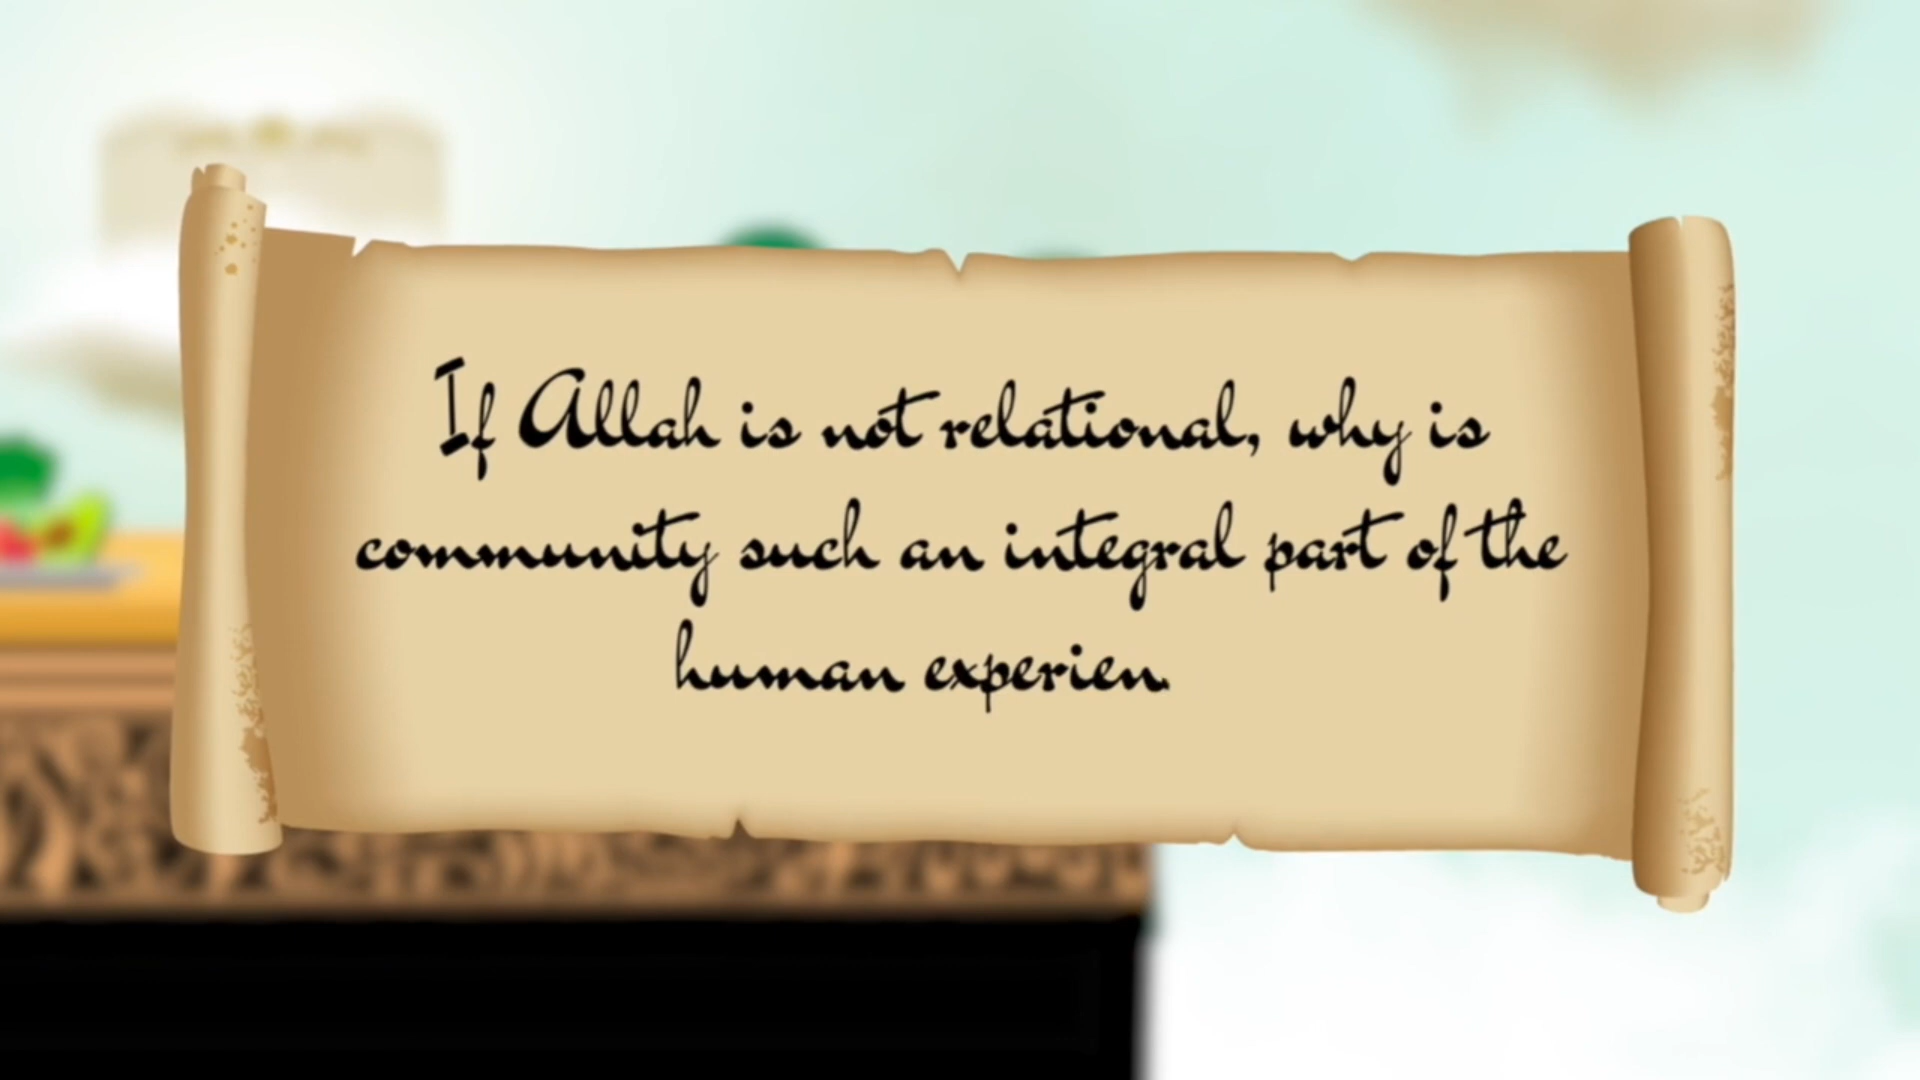 If Allah is not relational, why is
community such an integral part of the
human experien